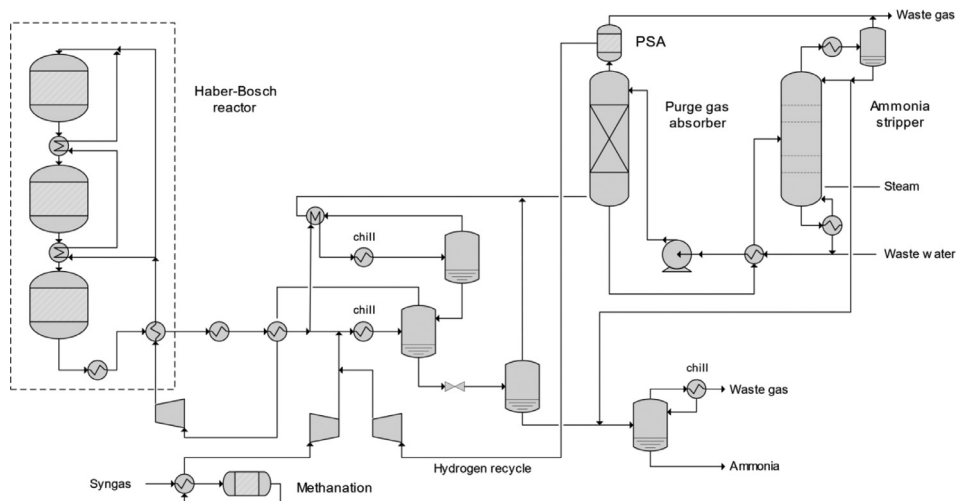 Waste gas
PSA
Haber-Bosch
reactor
Purge gas
absorber
Ammonia
stripper
Steam
chill
Waste water
chill
chill
Waste gas
Hydrogen recycle
Ammonia
Syngas
Methanation